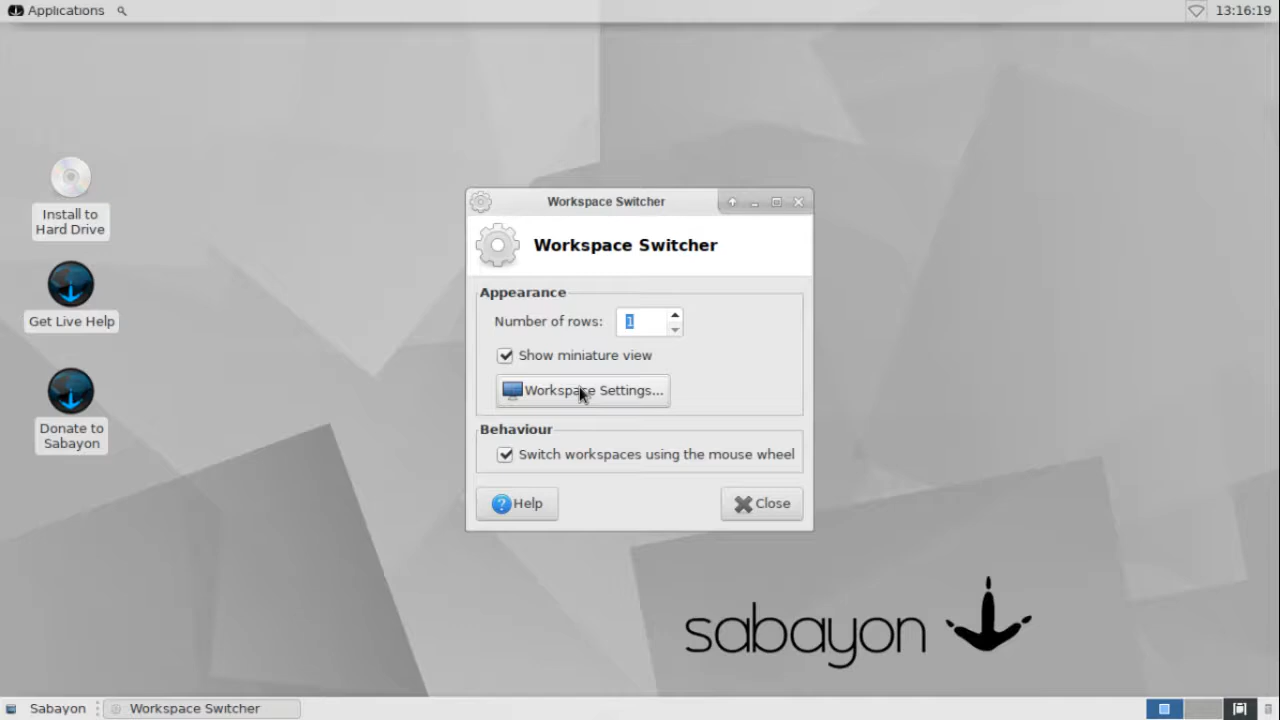 Applications
13:16:19
Install to
Hard Drive
Get Live Help
Donate to
Sabayon
Workspace Switcher
Workspace Switcher
Appearance
Number of rows: 1
Show miniature view
Workspace Settings...
Behaviour
Switch workspaces using the mouse wheel
Help
Close
sabayon
Sabayon
Workspace Switcher